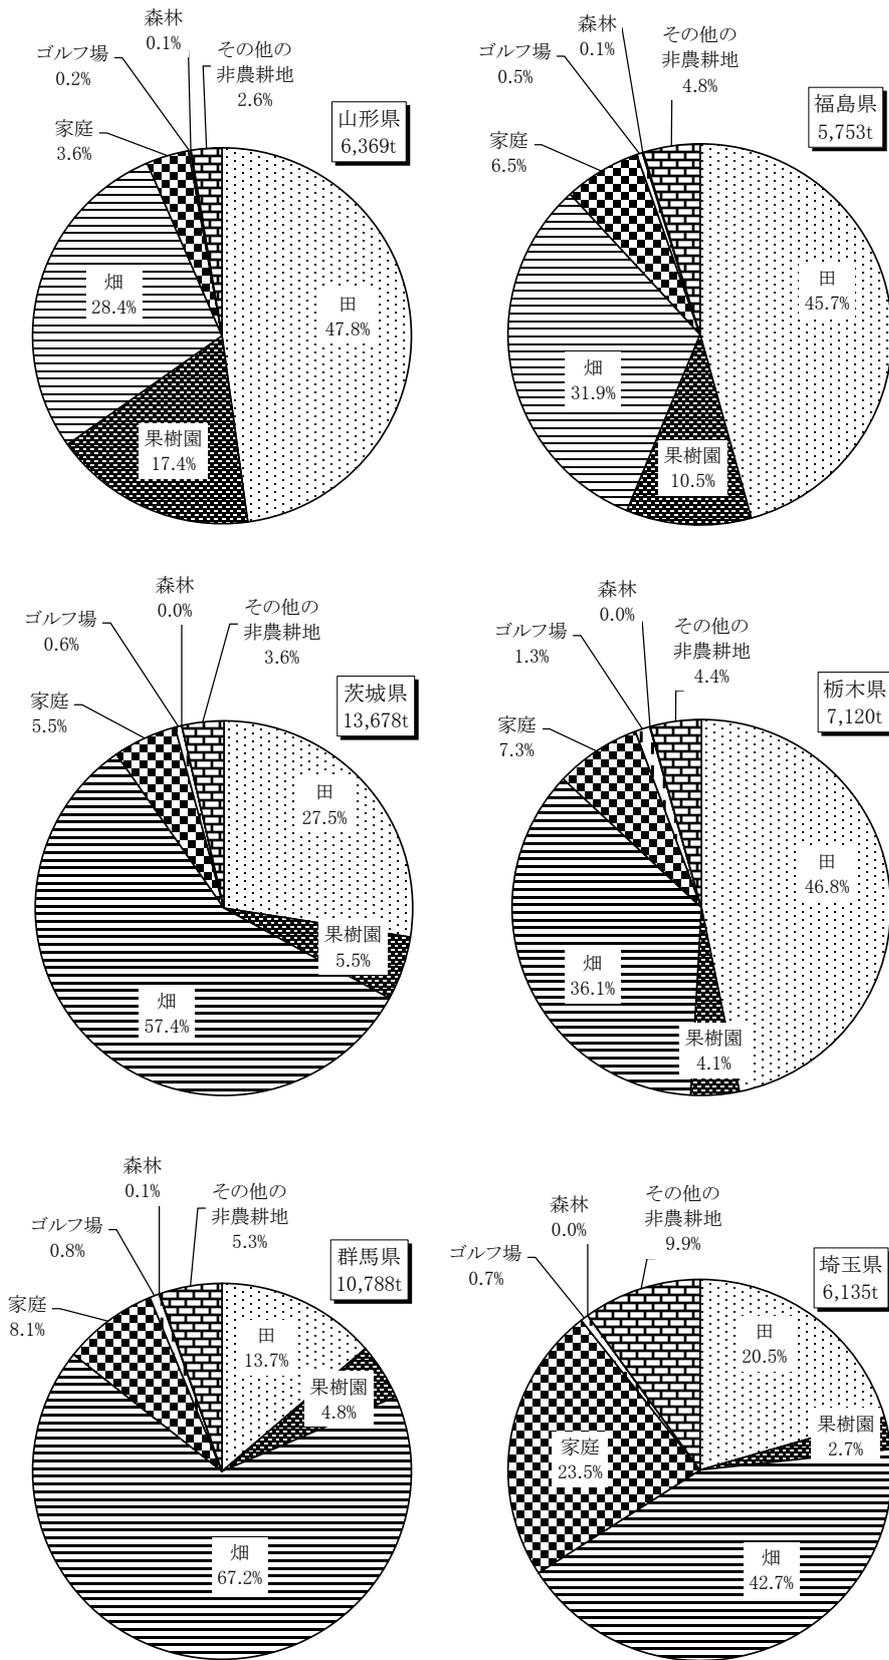 森林
0.1%
ゴルフ場
0.2%
その他の
非農耕地
2.6%
家庭
3.6%
山形県
6,369t
畑
28.4%
田
47.8%
果樹園
17.4%
森林
0.1%
ゴルフ場
0.5%
その他の
非農耕地
4.8%
家庭
6.5%
福島県
5,753t
田
45.7%
畑
31.9%
果樹園
10.5%
森林
0.0%
ゴルフ場
0.6%
その他の
非農耕地
3.6%
家庭
5.5%
茨城県
13,678t
田
27.5%
果樹園
5.5%
畑
57.4%
森林
0.0%
ゴルフ場
1.3%
その他の
非農耕地
4.4%
家庭
7.3%
栃木県
7,120t
田
46.8%
畑
36.1%
果樹園
4.1%
森林
0.1%
ゴルフ場
0.8%
その他の
非農耕地
5.3%
家庭
8.1%
群馬県
10,788t
田
13.7%
果樹園
4.8%
畑
67.2%
森林
0.0%
ゴルフ場
0.7%
その他の
非農耕地
9.9%
埼玉県
6,135t
田
20.5%
果樹園
2.7%
家庭
23.5%
畑
42.7%